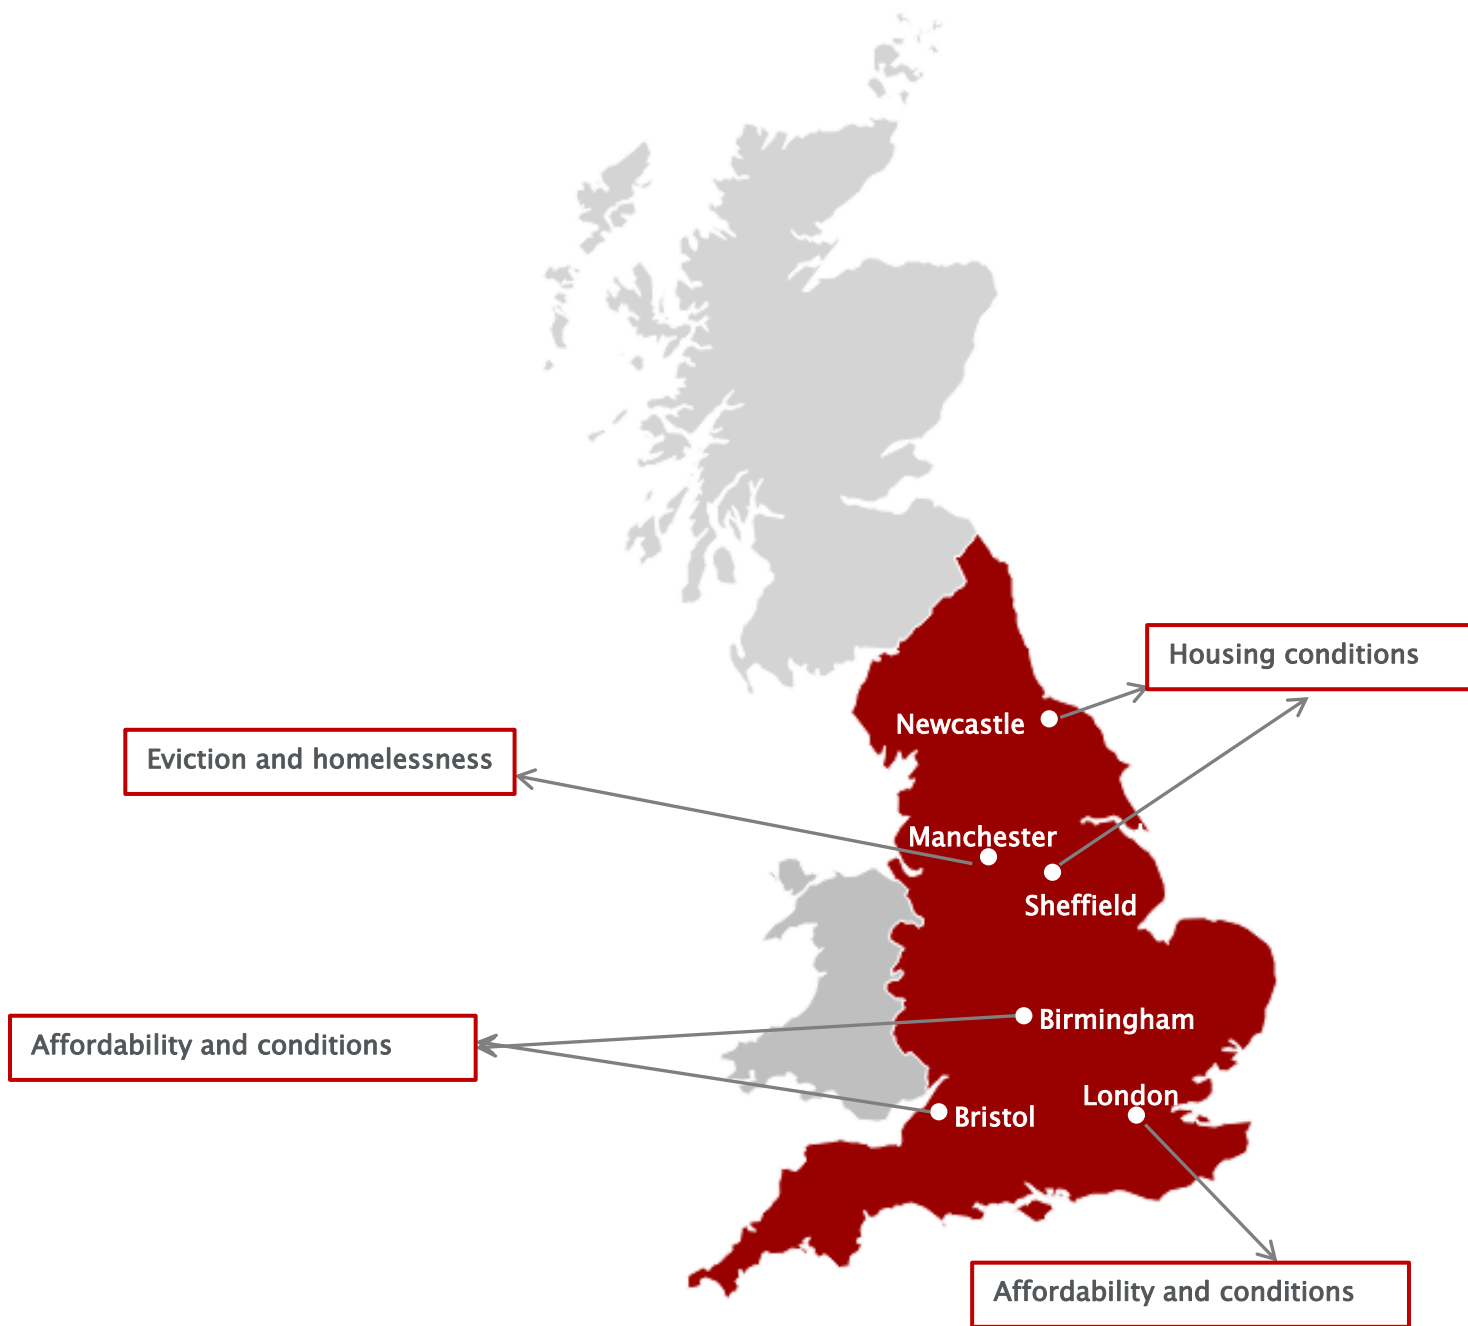 Housing conditions
Newcastle
Eviction and homelessness
Manchester
Sheffield
Birmingham
Affordability and conditions
London
Bristol
Affordability and conditions